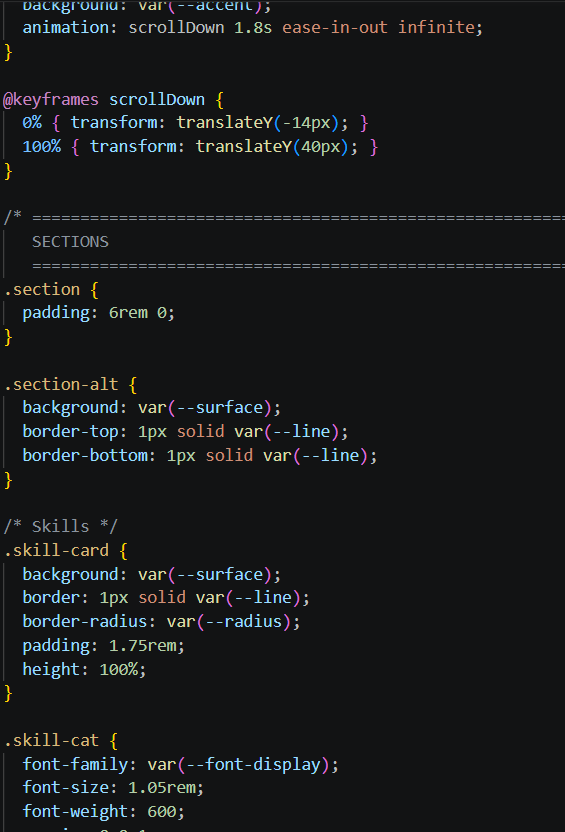 background: var(--accent);
animation: scrollDown 1.8s ease-in-out infinite;
}
@keyframes scrollDown {
0% { transform: translateY(-14px); }
100% { transform: translateY(40px); }
}
/* ========================================================
SECTIONS
========================================================
.section {
padding: 6rem 0;
}
.section-alt {
background: var(--surface);
border-top: 1px solid var(--line);
border-bottom: 1px solid var(--line);
}
/* Skills */
.skill-card {
background: var(--surface);
border: 1px solid var(--line);
border-radius: var(--radius);
padding: 1.75rem;
height: 100%;
}
.skill-cat {
font-family: var(--font-display);
font-size: 1.05rem;
font-weight: 600;